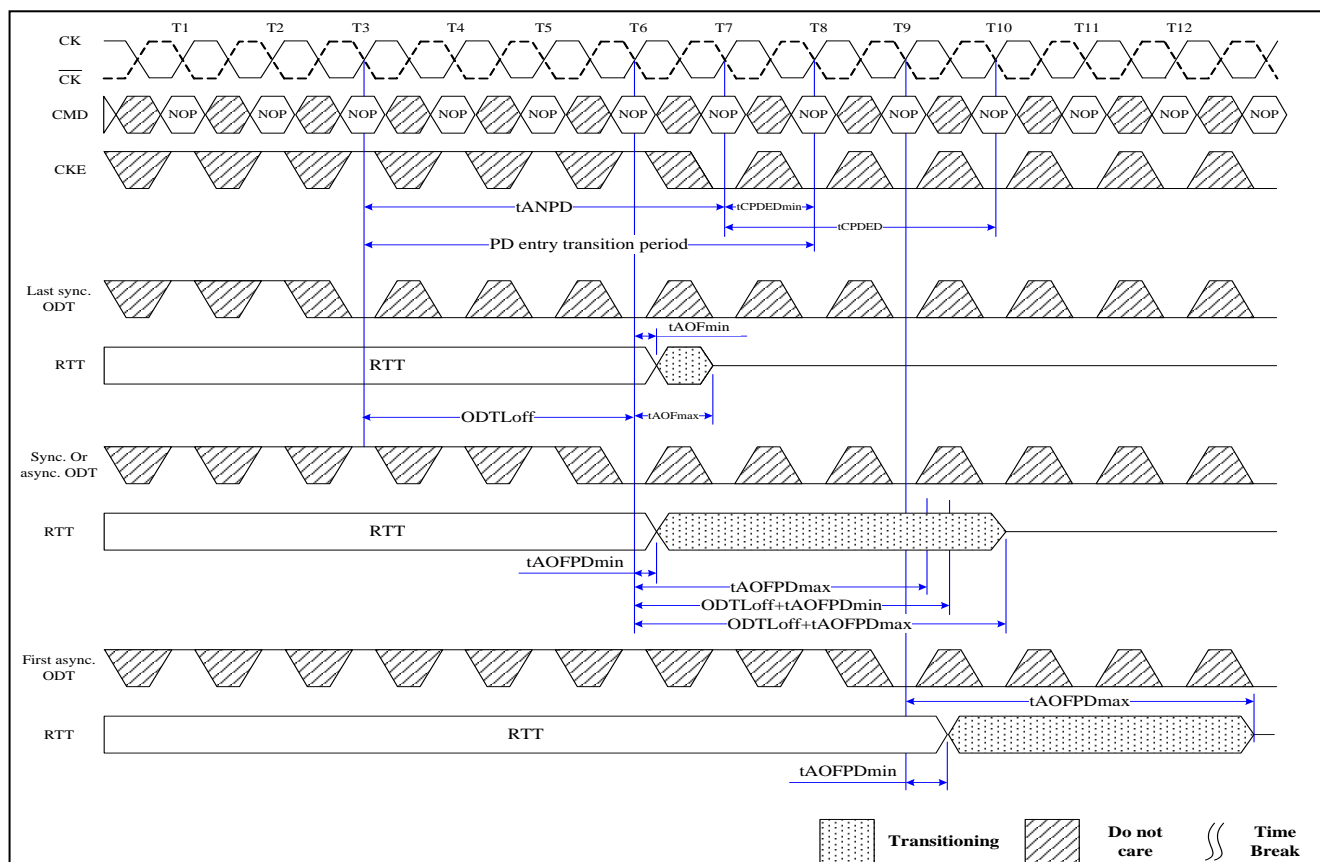 T1 T2 T3 T4 T5 T6 T7 T8 T9 T10 T11 T12
CK
CK
CMD NOP NOP NOP NOP NOP NOP NOP NOP NOP NOP NOP NOP NOP
CKE
tANPD tCPDEDmin
tCPDED
PD entry transition period
Last sync.
ODT
tAOFmin
RTT RTT
ODTLoff tAOFmax
Sync. Or
async. ODT
RTT RTT
tAOFPDmin
tAOFPDmax
ODTLoff+tAOFPDmin
ODTLoff+tAOFPDmax
First async.
ODT
tAOFPDmax
RTT RTT
tAOFPDmin
Transitioning
Do not
care
Time
Break